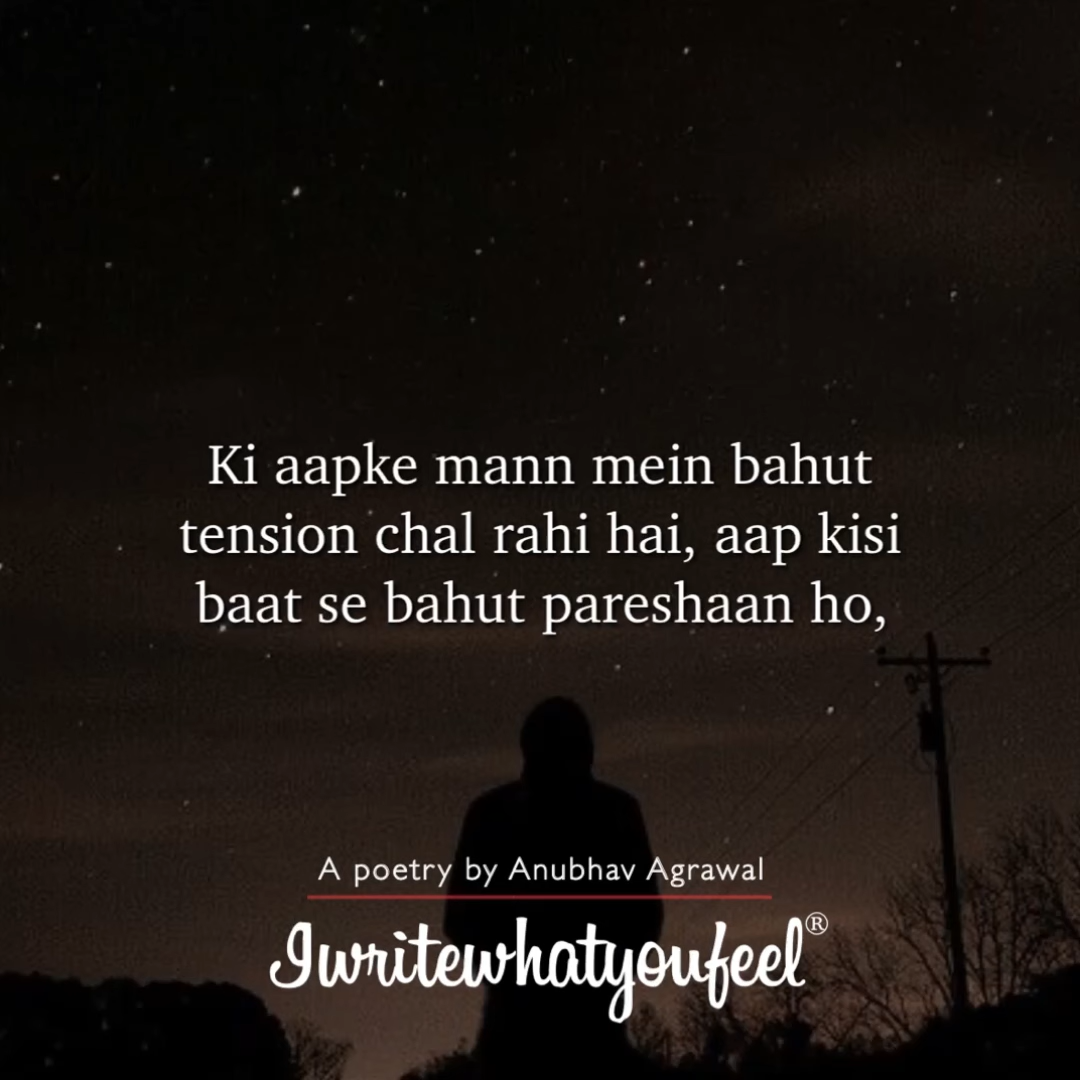 Ki aapke mann mein bahut
tension chal rahi hai, aap kisi
baat se bahut pareshaan ho,
A poetry by Anubhav Agrawal
Iwritewhatyoufeel®